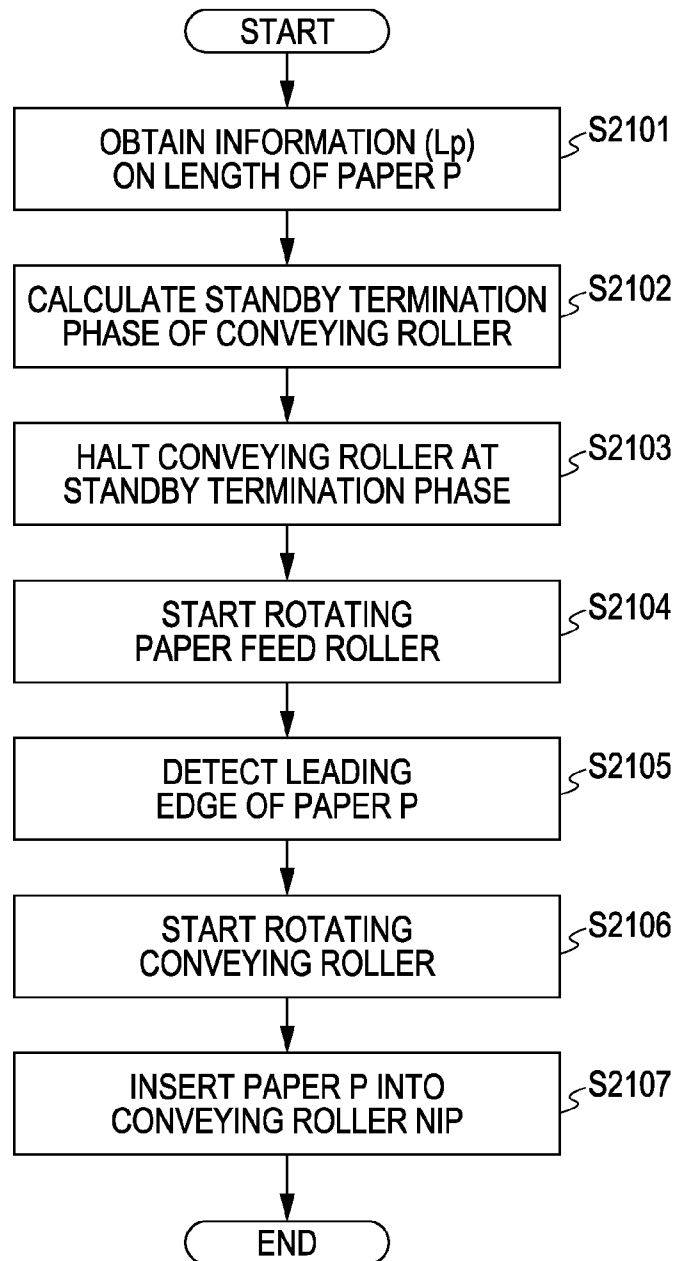 START
OBTAIN INFORMATION (Lp)
ON LENGTH OF PAPER P
S2101
CALCULATE STANDBY TERMINATION
PHASE OF CONVEYING ROLLER
S2102
HALT CONVEYING ROLLER AT
STANDBY TERMINATION PHASE
S2103
START ROTATING
PAPER FEED ROLLER
S2104
DETECT LEADING
EDGE OF PAPER P
S2105
START ROTATING
CONVEYING ROLLER
S2106
INSERT PAPER P INTO
CONVEYING ROLLER NIP
S2107
END